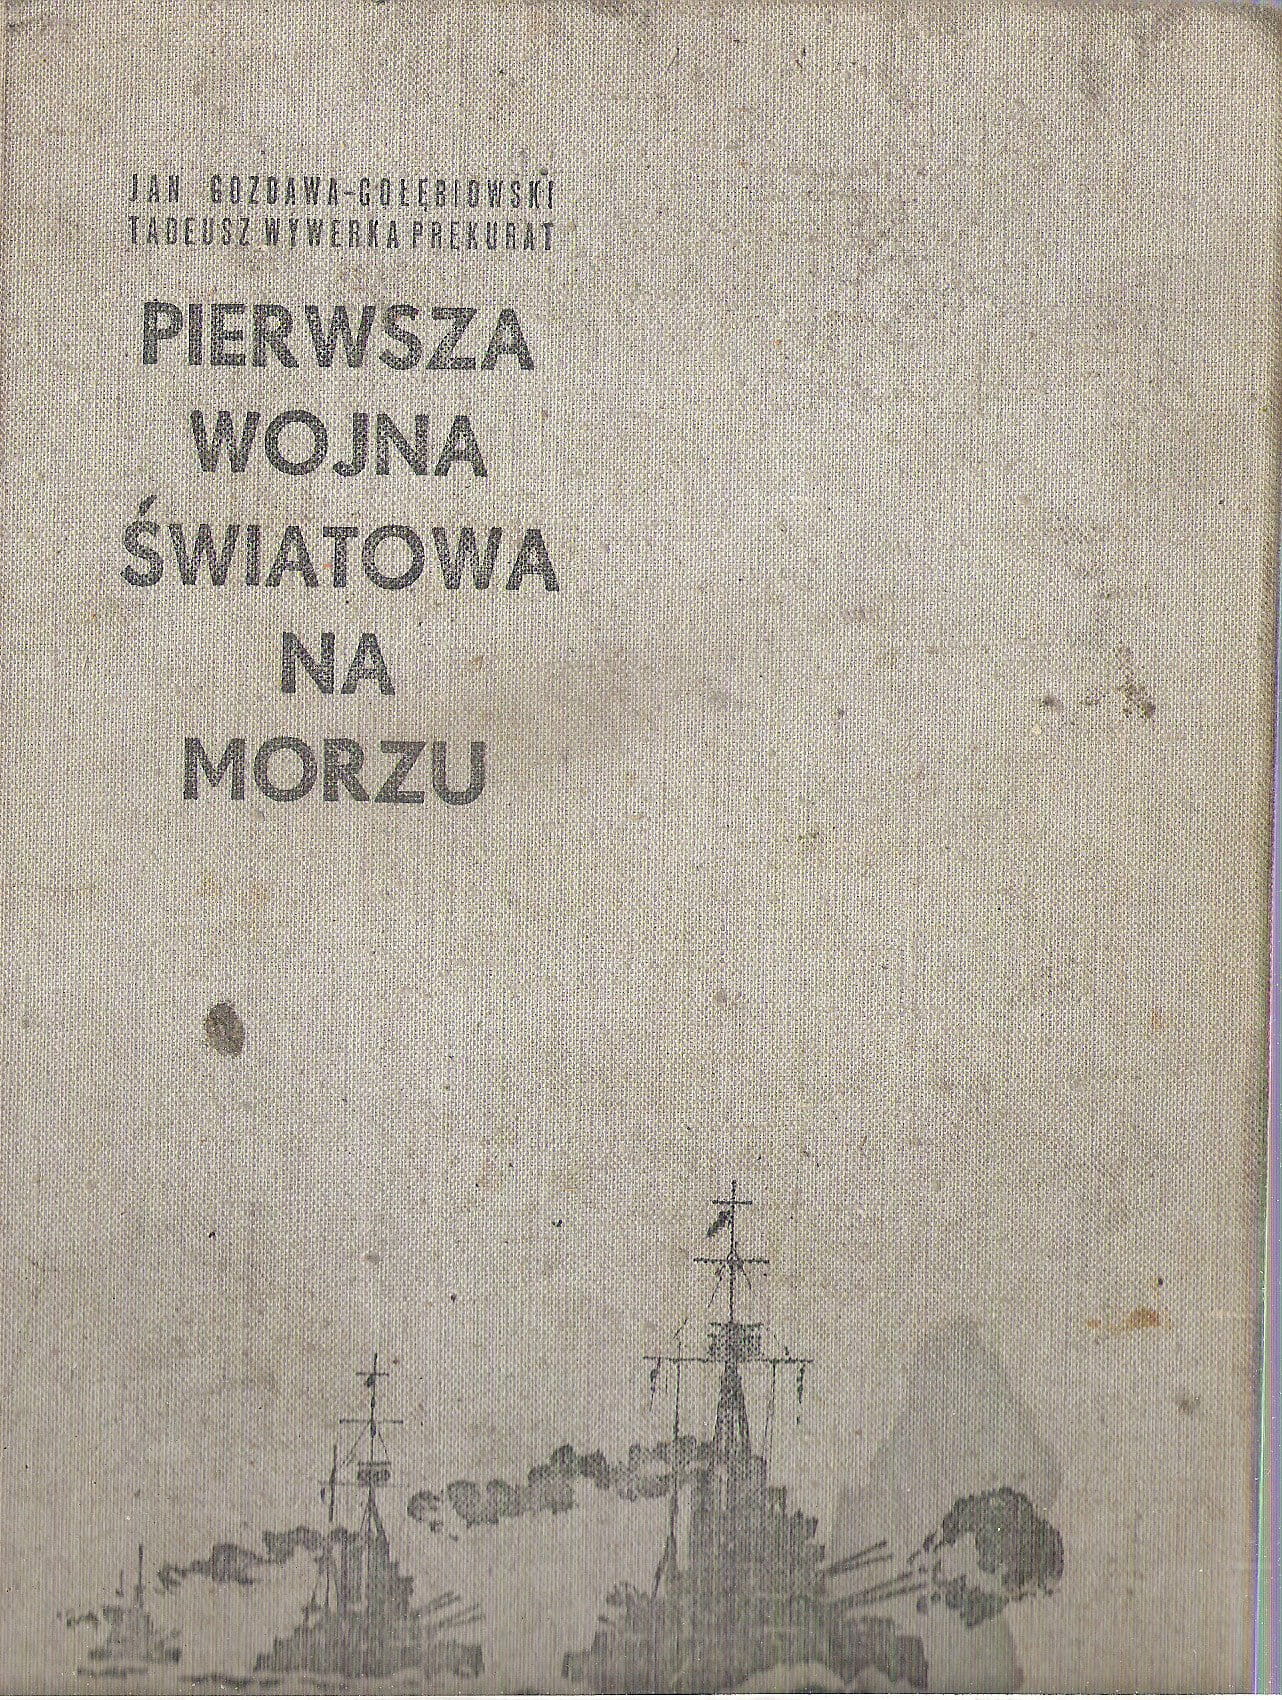 JAN GOZDAWA-GOŁĘBIOWSKI
TADEUSZ WYWERKA PREKURAT
PIERWSZA
WOJNA
ŚWIATOWA
NA
MORZU